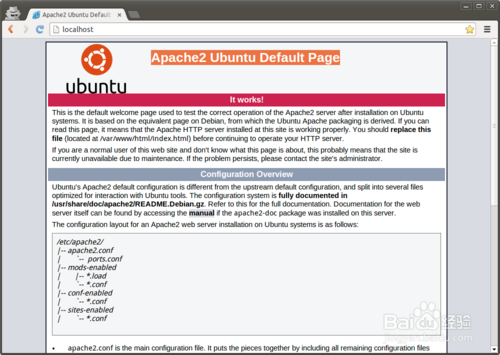 Apache2 Ubuntu Default
localhost
ubuntu
Apache2 Ubuntu Default Page
It works!
This is the default welcome page used to test the correct operation of the Apache2 server after installation on Ubuntu
systems. It is based on the equivalent page on Debian, from which the Ubuntu Apache packaging is derived. If you can
read this page, it means that the Apache HTTP server installed at this site is working properly. You should replace this
file (located at /var/www/html/index.html) before continuing to operate your HTTP server.
If you are a normal user of this web site and don't know what this page is about, this probably means that the site is
currently unavailable due to maintenance. If the problem persists, please contact the site's administrator.
Configuration Overview
Ubuntu's Apache2 default configuration is different from the upstream default configuration, and split into several files
optimized for interaction with Ubuntu tools. The configuration system is fully documented in
/usr/share/doc/apache2/README.Debian.gz. Refer to this for the full documentation. Documentation for the web
server itself can be found by accessing the manual if the apache2-doc package was installed on this server.
The configuration layout for an Apache2 web server installation on Ubuntu systems is as follows:
/etc/apache2/
|-- apache2.conf
|       `--  ports.conf
|-- mods-enabled
|       |-- *.load
|       `-- *.conf
|-- conf-enabled
|       `-- *.conf
|-- sites-enabled
|       `-- *.conf
Baidu 经验
jingyan.baidu.com
• apache2.conf is the main configuration file. It puts the pieces together by including all remaining configuration files